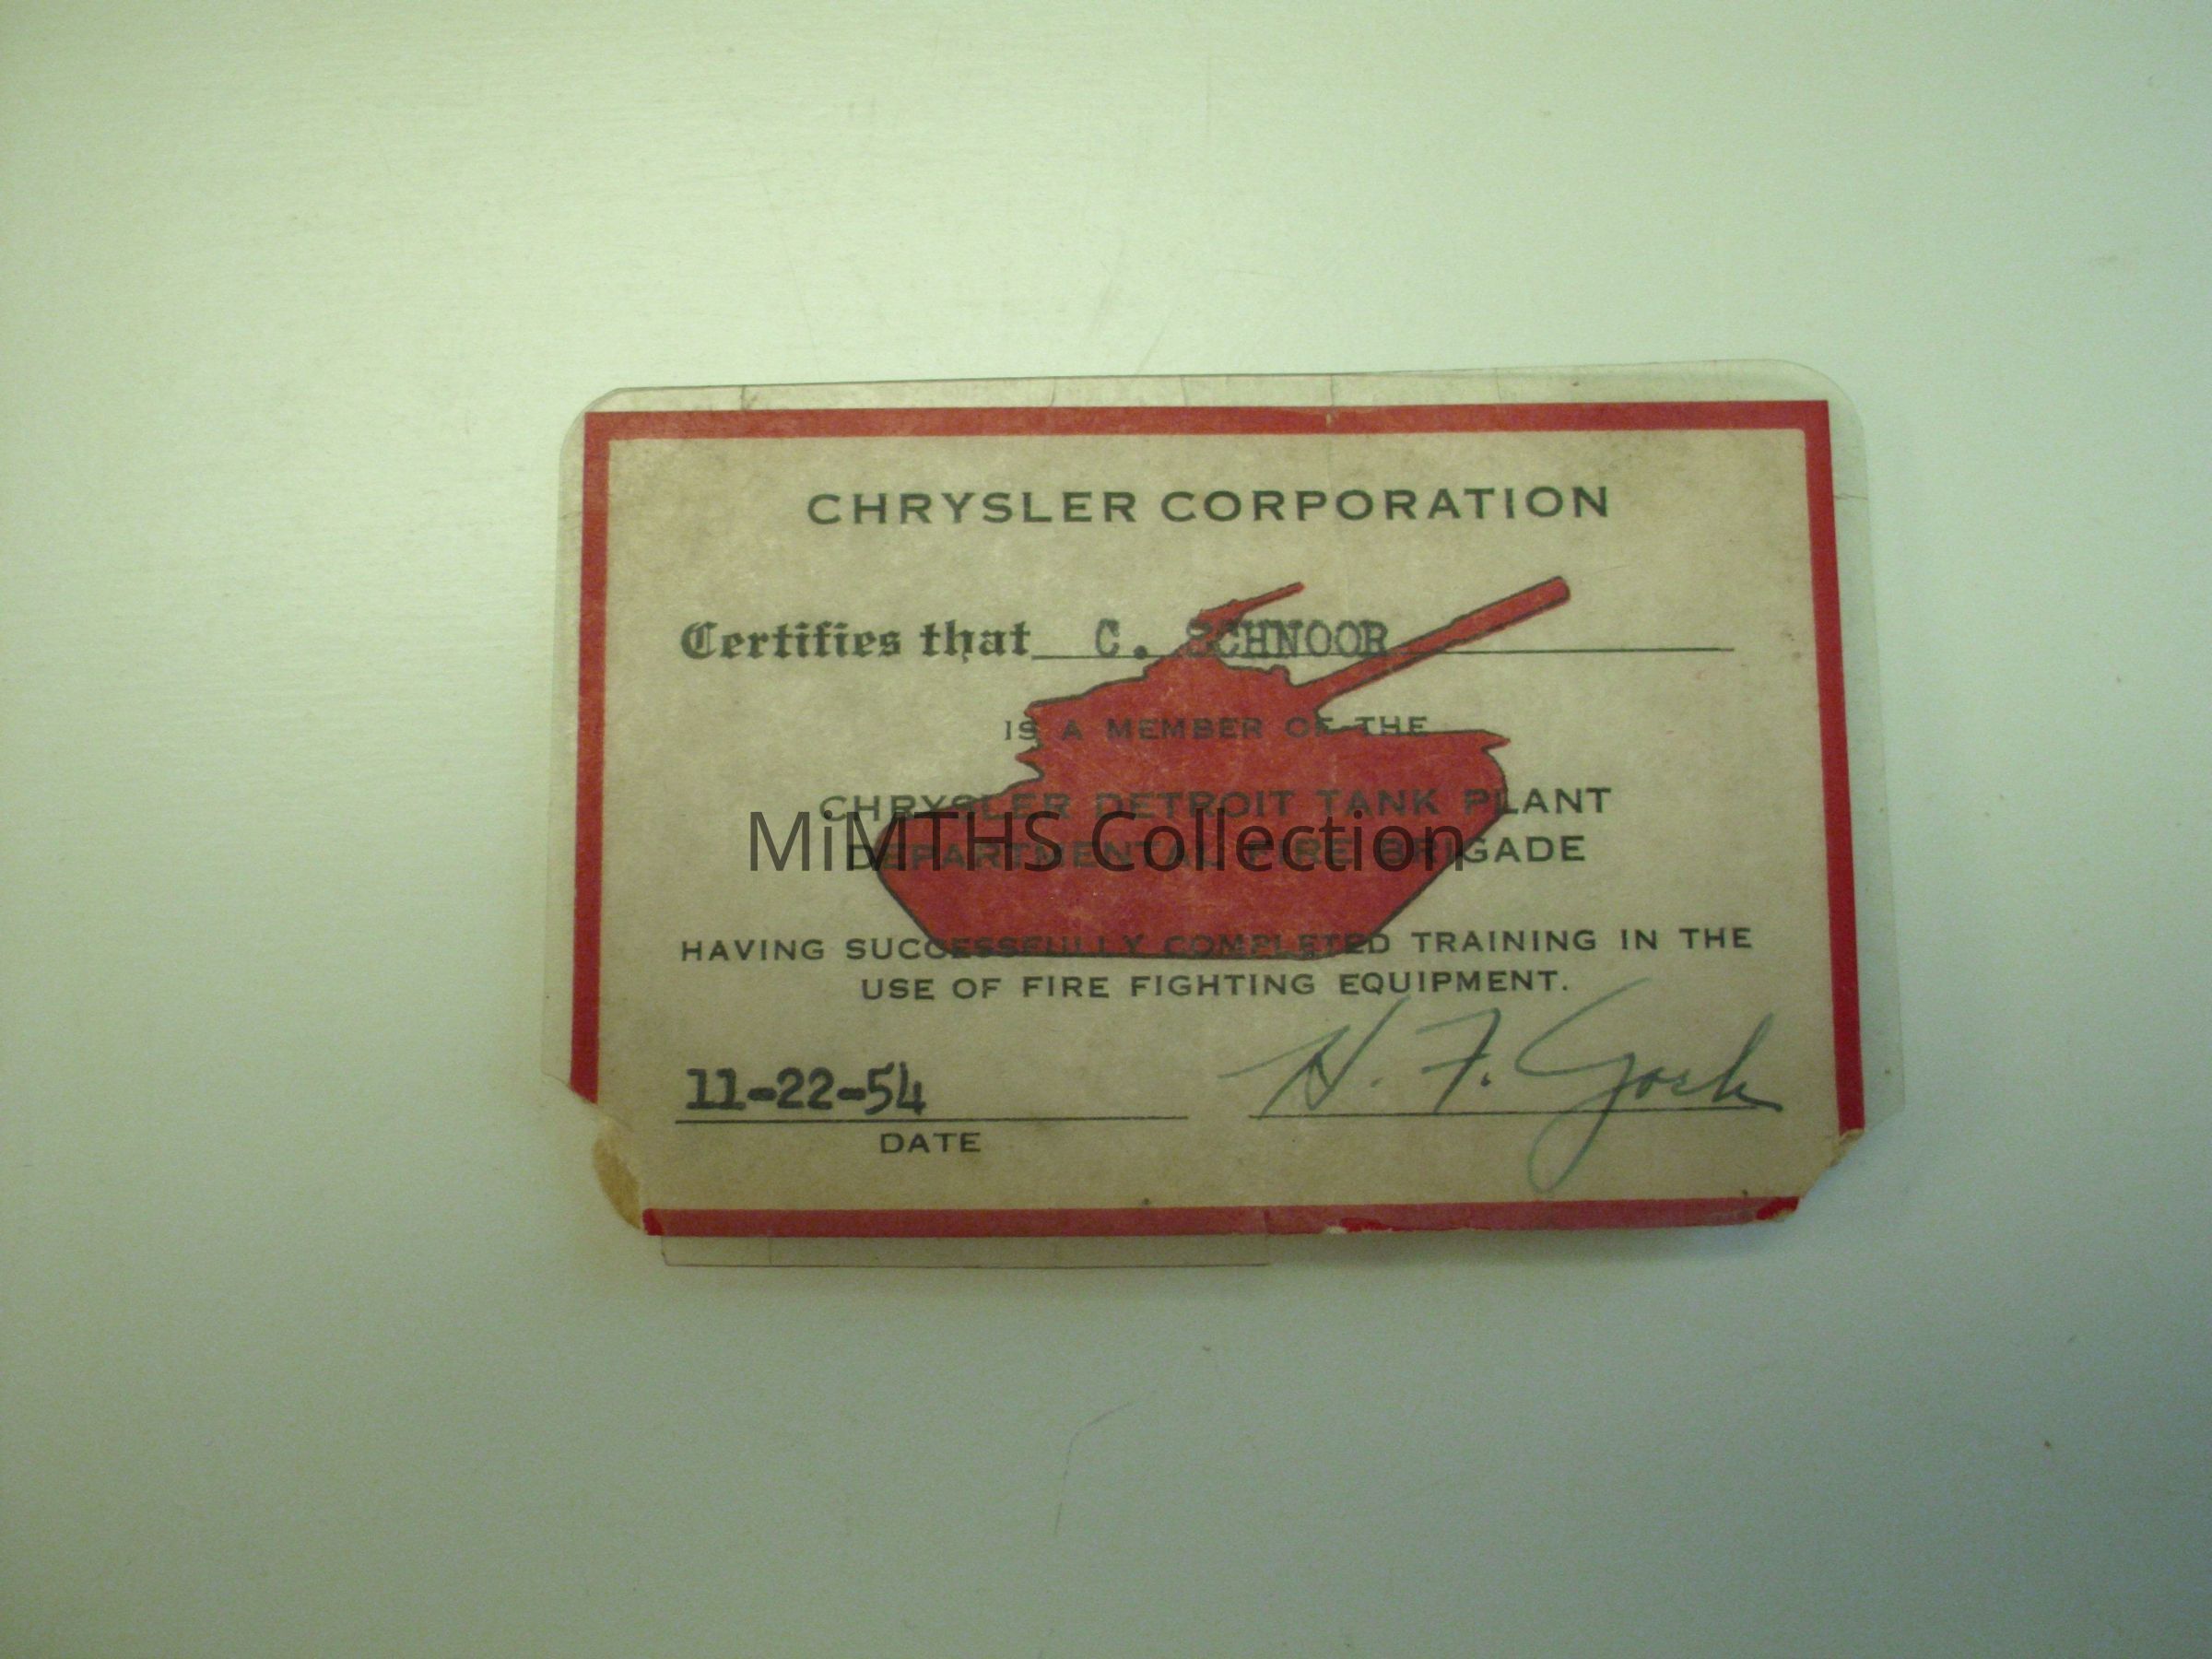 CHRYSLER CORPORATION
Certifies that C. SCHNOOR
IS A MEMBER OF THE
CHRYSLER DETROIT TANK PLANT
MiMTHS Collection
DEPARTMENTAL FIRE BRIGADE
HAVING SUCCESSFULLY COMPLETED TRAINING IN THE
USE OF FIRE FIGHTING EQUIPMENT.
11-22-54 H. F.
DATE